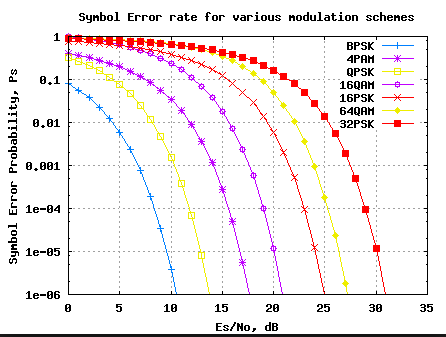 Symbol Error rate for various modulation schemes
1
0.1
0.01
0.001
1e-04
1e-05
1e-06
Symbol Error Probability, Ps
BPSK
4PAM
QPSK
16QAM
16PSK
64QAM
32PSK
0 5 10 15 20 25 30 35
Es/No, dB